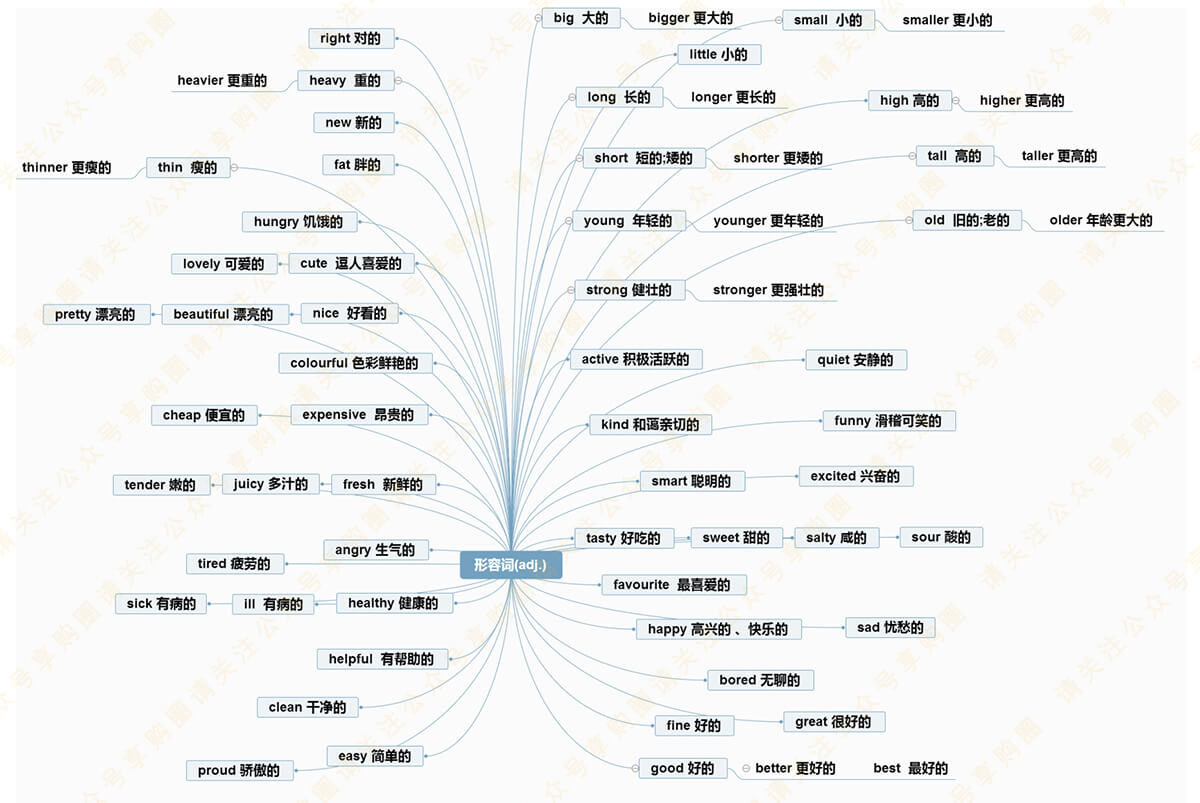 big 大的
bigger 更大的
small 小的
smaller 更小的
little 小的
long 长的
longer 更长的
high 高的
higher 更高的
short 短的;矮的
shorter 更矮的
tall 高的
taller 更高的
young 年轻的
younger 更年轻的
old 旧的;老的
older 年龄更大的
strong 健壮的
stronger 更强壮的
active 积极活跃的
quiet 安静的
kind 和蔼亲切的
funny 滑稽可笑的
smart 聪明的
excited 兴奋的
tasty 好吃的
sweet 甜的
salty 咸的
sour 酸的
favourite 最喜爱的
happy 高兴的 、快乐的
sad 忧愁的
bored 无聊的
fine 好的
great 很好的
good 好的
better 更好的
best 最好的
right 对的
heavier 更重的
heavy 重的
new 新的
fat 胖的
thinner 更瘦的
thin 瘦的
hungry 饥饿的
lovely 可爱的
cute 逗人喜爱的
pretty 漂亮的
beautiful 漂亮的
nice 好看的
colourful 色彩鲜艳的
cheap 便宜的
expensive 昂贵的
tender 嫩的
juicy 多汁的
fresh 新鲜的
angry 生气的
tired 疲劳的
形容词(adj.)
sick 有病的
ill 有病的
healthy 健康的
helpful 有帮助的
clean 干净的
easy 简单的
proud 骄傲的
请关注公众号享购圈